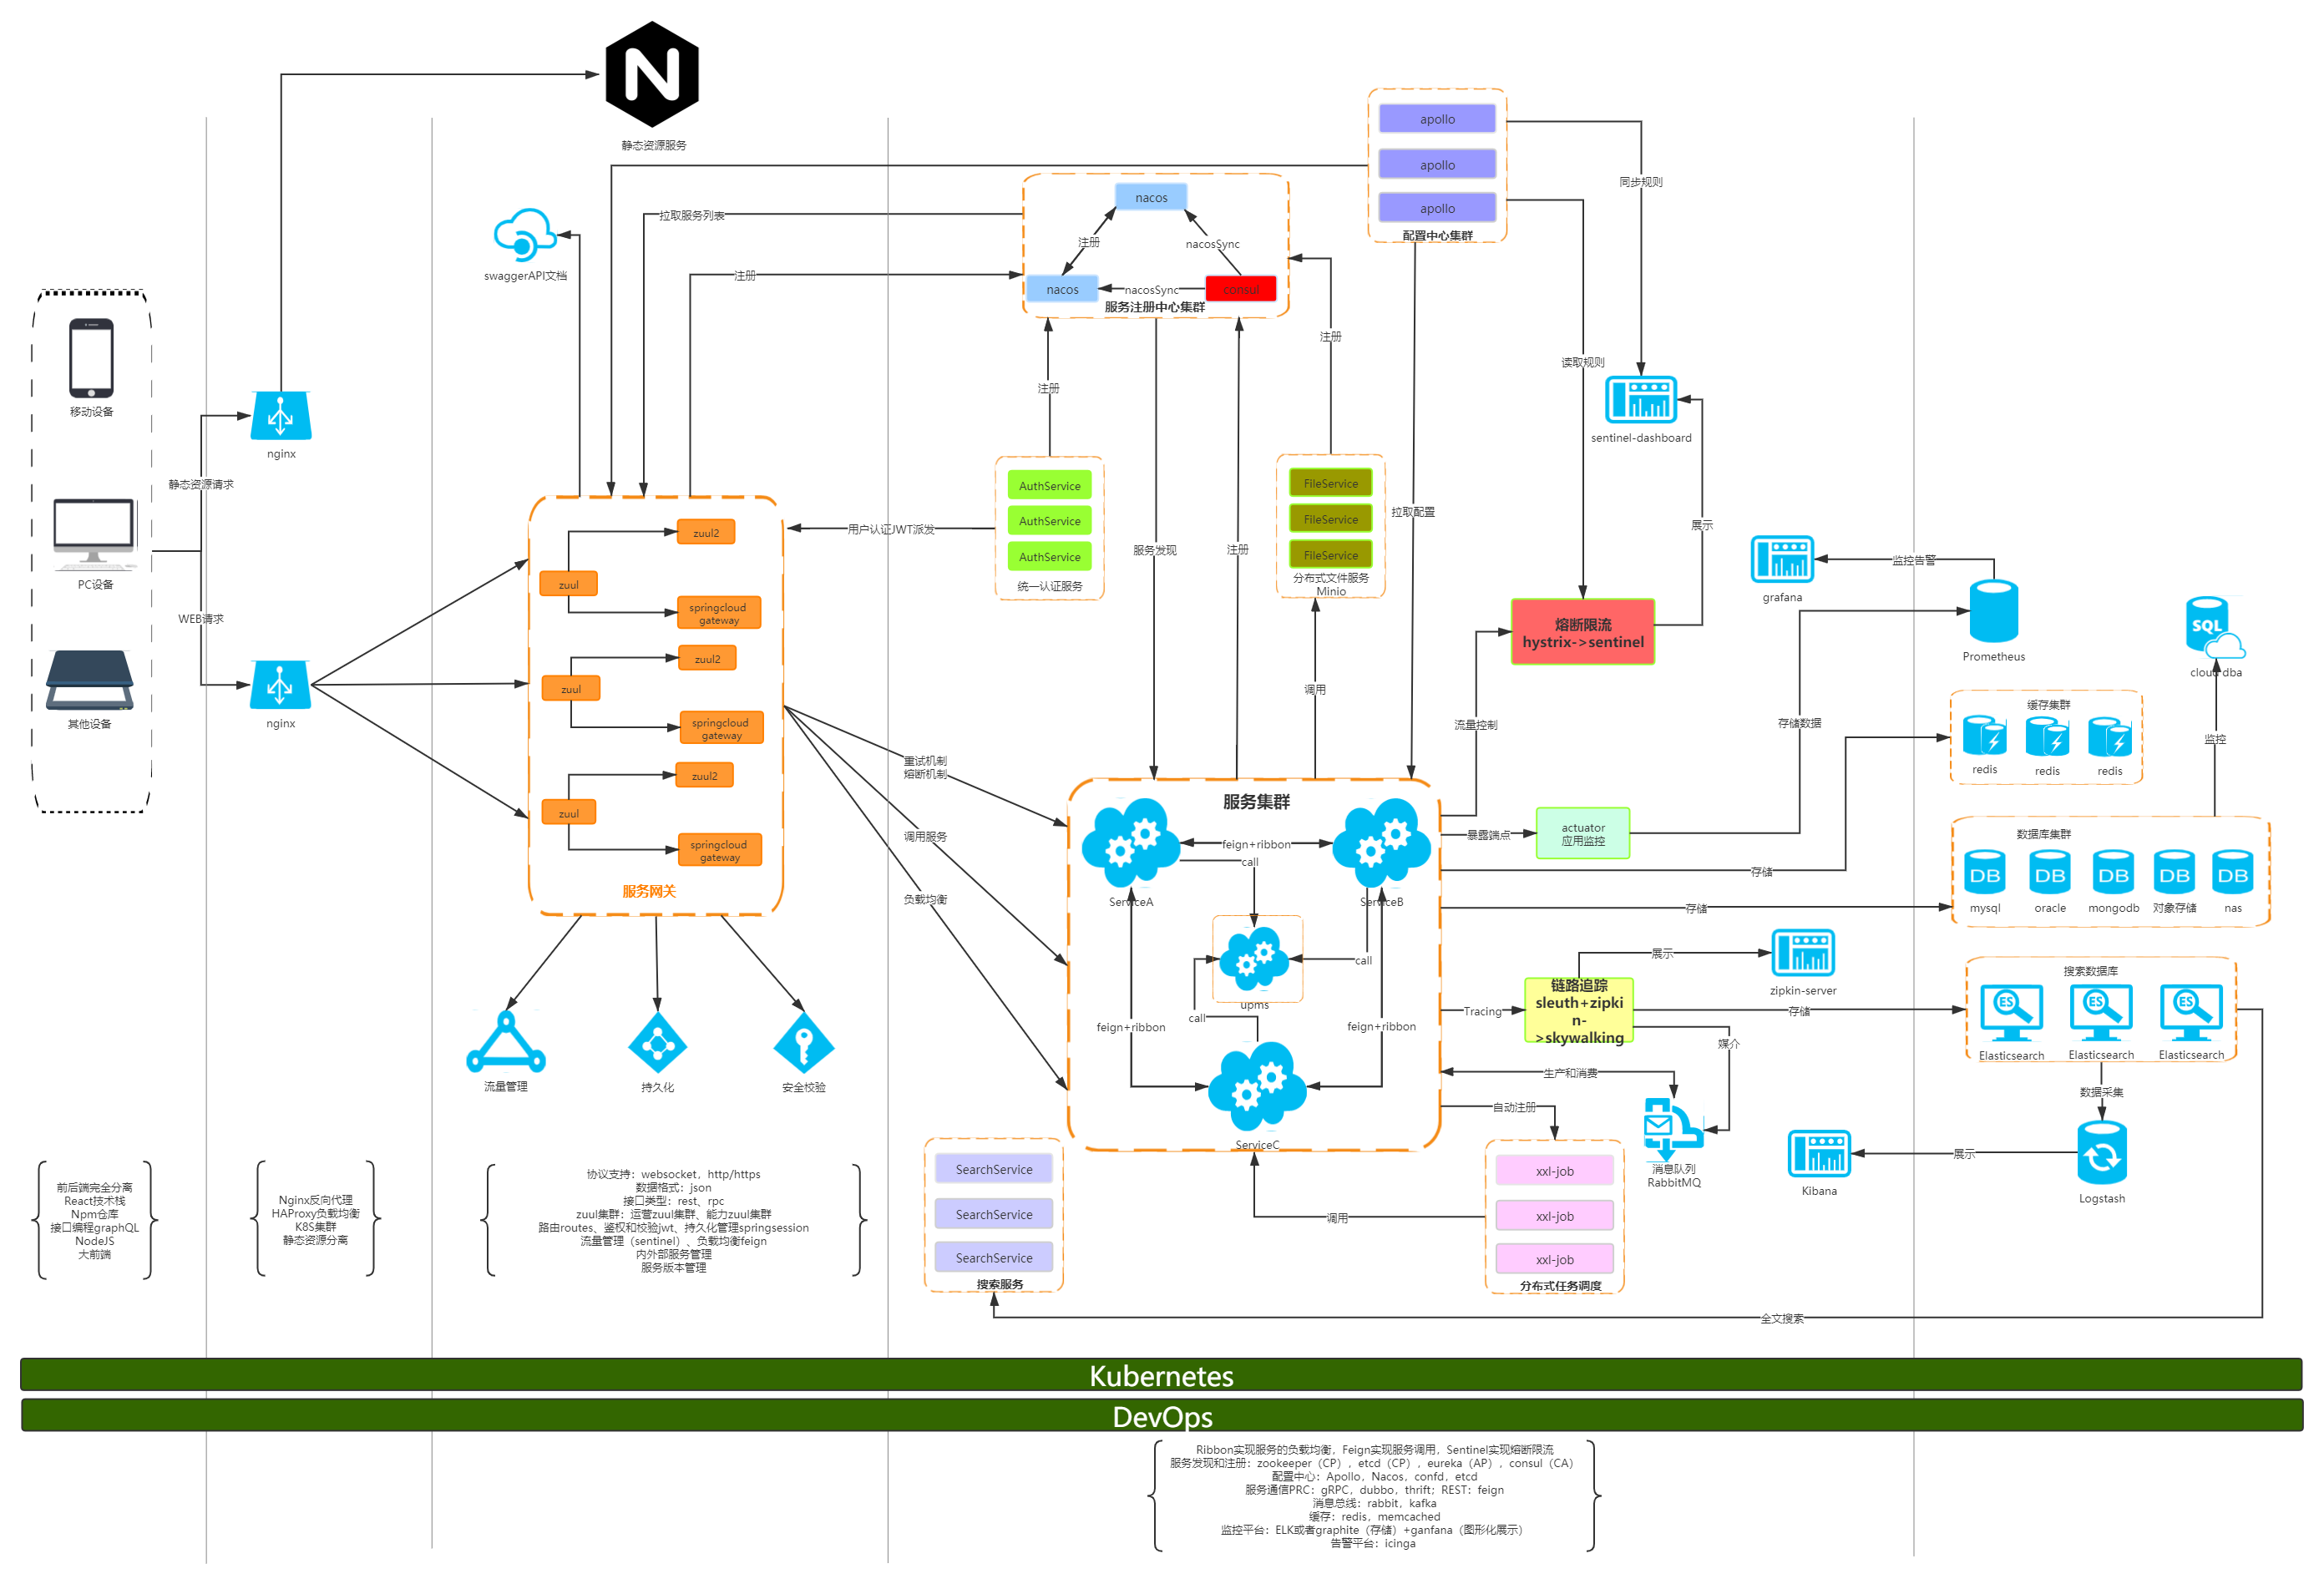 静态资源服务
apollo
apollo
apollo
配置中心集群
同步规则
nacos
注册
nacosSync
nacos
nacosSync
consul
服务注册中心集群
拉取服务列表
注册
swaggerAPI文档
移动设备
PC设备
其他设备
静态资源请求
WEB请求
nginx
nginx
zuul2
zuul
springcloud
gateway
zuul2
zuul
springcloud
gateway
zuul2
zuul
springcloud
gateway
服务网关
流量管理
持久化
安全校验
注册
AuthService
AuthService
AuthService
统一认证服务
用户认证JWT派发
服务发现
注册
注册
FileService
FileService
FileService
分布式文件服务
Minio
调用
拉取配置
读取规则
sentinel-dashboard
展示
熔断限流
hystrix->sentinel
流量控制
重试机制
熔断机制
调用服务
负载均衡
服务集群
ServiceA
feign+ribbon
ServiceB
call
call
upms
call
feign+ribbon
feign+ribbon
ServiceC
暴露端点
actuator
应用监控
存储数据
grafana
监控告警
Prometheus
SQL
cloud dba
监控
缓存集群
redis
redis
redis
存储
数据库集群
DB
DB
DB
DB
DB
mysql
oracle
mongodb
对象存储
nas
存储
Tracing
链路追踪
sleuth+zipki
n-
>skywalking
展示
zipkin-server
存储
媒介
搜索数据库
ES
ES
ES
Elasticsearch
Elasticsearch
Elasticsearch
数据采集
Logstash
展示
Kibana
生产和消费
消息队列
RabbitMQ
自动注册
xxl-job
xxl-job
xxl-job
分布式任务调度
调用
SearchService
SearchService
SearchService
搜索服务
全文搜索
前后端完全分离
React技术栈
Npm仓库
接口编程graphQL
NodeJS
大前端
Nginx反向代理
HAProxy负载均衡
K8S集群
静态资源分离
协议支持：websocket，http/https
数据格式：json
接口类型：rest、rpc
zuul集群：运营zuul集群、能力zuul集群
路由routes、鉴权和校验jwt、持久化管理springsession
流量管理（sentinel）、负载均衡feign
内外部服务管理
服务版本管理
Kubernetes
DevOps
Ribbon实现服务的负载均衡，Feign实现服务调用，Sentinel实现熔断限流
服务发现和注册：zookeeper（CP），etcd（CP），eureka（AP），consul（CA）
配置中心：Apollo，Nacos，confd，etcd
服务通信PRC：gRPC，dubbo，thrift；REST：feign
消息总线：rabbit，kafka
缓存：redis，memcached
监控平台：ELK或者graphite（存储）+ganfana（图形化展示）
告警平台：icinga